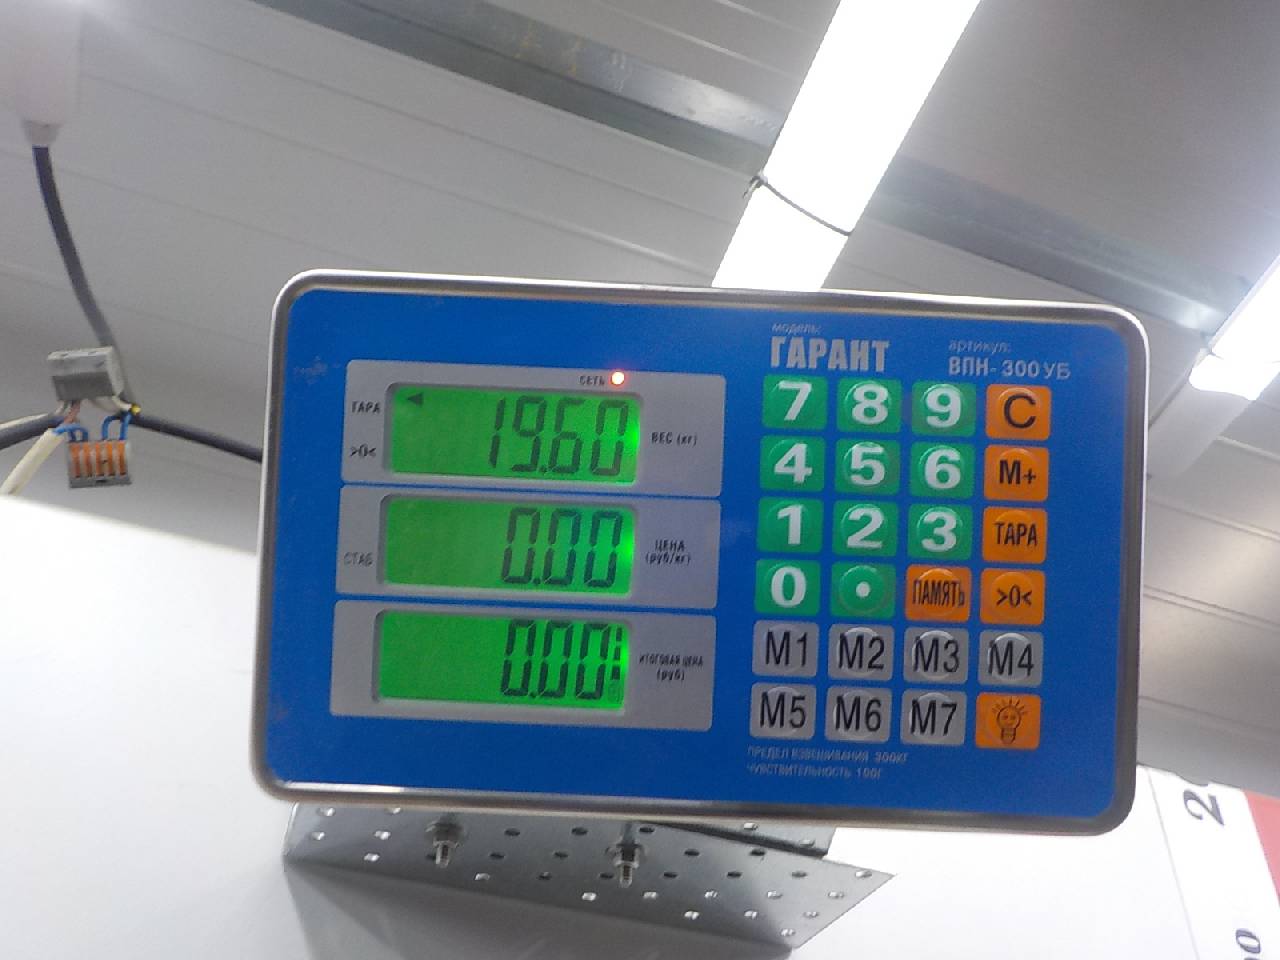 модель:
ГАРАНТ
артикул:
ВПН-300УБ
СЕТЬ
ТАРА
>0<
19.60
ВЕС (кг)
СТАБ
0.00
ЦЕНА
(руб/кг)
0.00
ИТОГОВАЯ ЦЕНА
(руб)
7 8 9 C
4 5 6 M+
1 2 3 ТАРА
0 . ПАМЯТЬ >0<
M1 M2 M3 M4
M5 M6 M7
ПРЕДЕЛ ВЗВЕШИВАНИЯ 300КГ
ЧУВСТВИТЕЛЬНОСТЬ 100Г